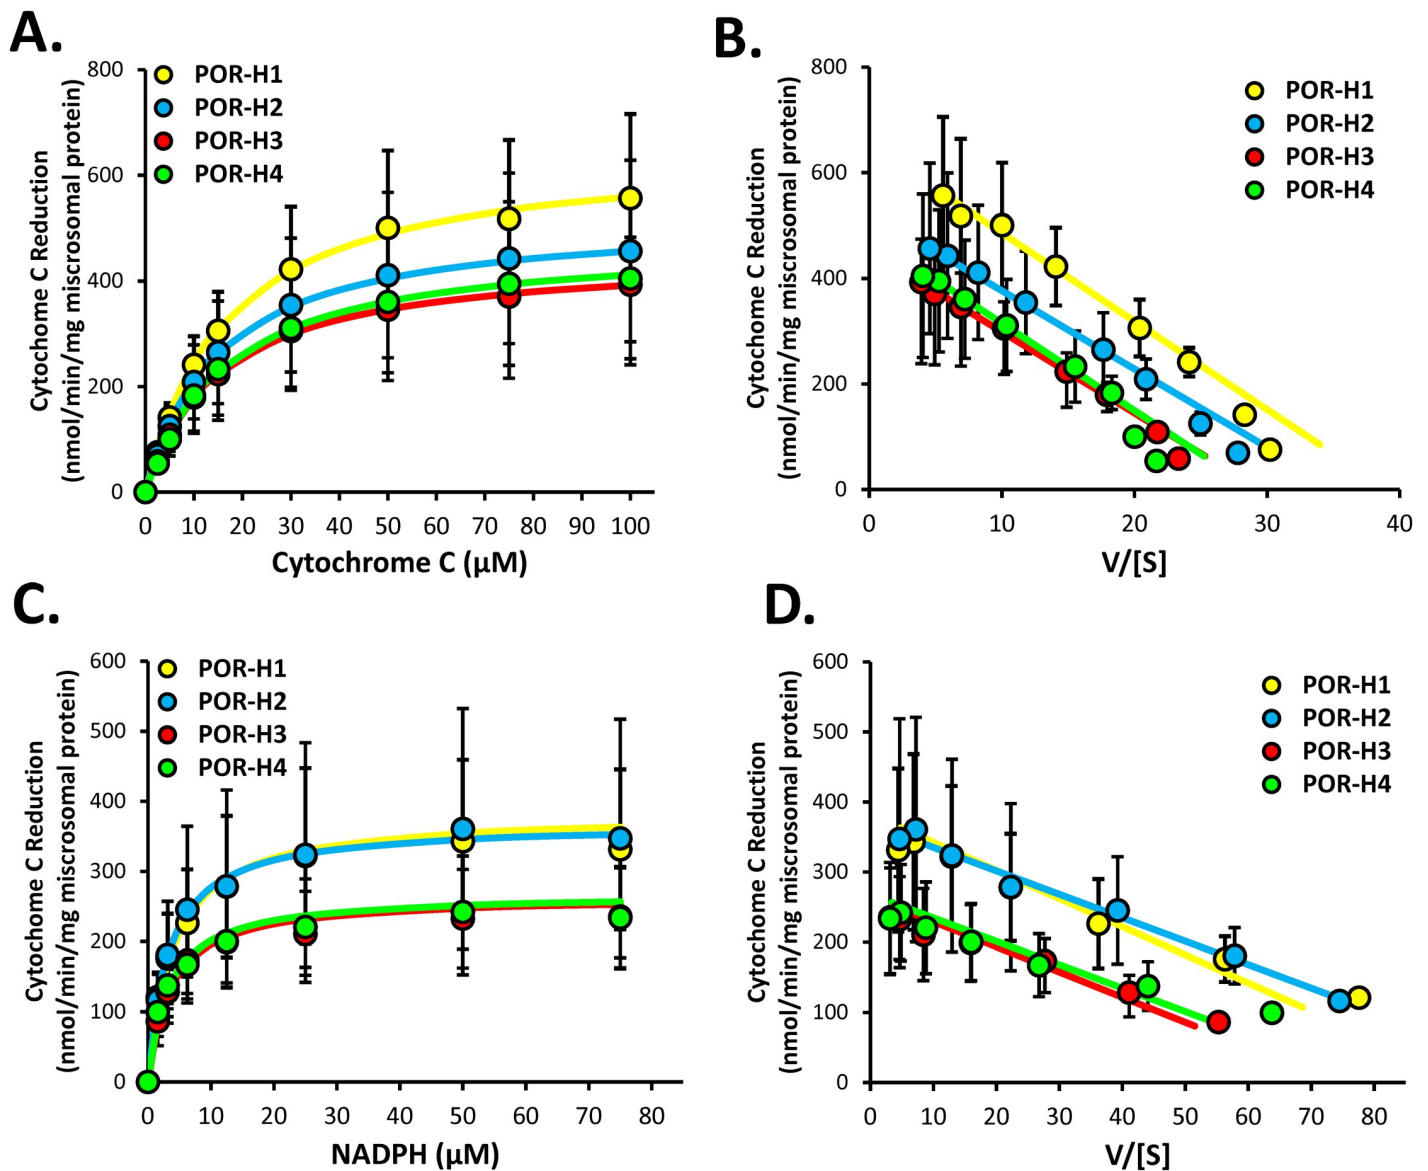 A.
Cytochome C Reduction
(nmol/min/mg miscrosomal protein)
800
600
400
200
0
POR-H1
POR-H2
POR-H3
POR-H4
0 10 20 30 40 50 60 70 80 90 100
Cytochrome C (µM)
B.
Cytochome C Reduction
(nmol/min/mg miscrosomal protein)
800
600
400
200
0
POR-H1
POR-H2
POR-H3
POR-H4
0 10 20 30 40
V/[S]
C.
Cytochome C Reduction
(nmol/min/mg miscrosomal protein)
600
500
400
300
200
100
0
POR-H1
POR-H2
POR-H3
POR-H4
0 10 20 30 40 50 60 70 80
NADPH (µM)
D.
Cytochome C Reduction
(nmol/min/mg miscrosomal protein)
600
500
400
300
200
100
0
POR-H1
POR-H2
POR-H3
POR-H4
0 10 20 30 40 50 60 70 80
V/[S]